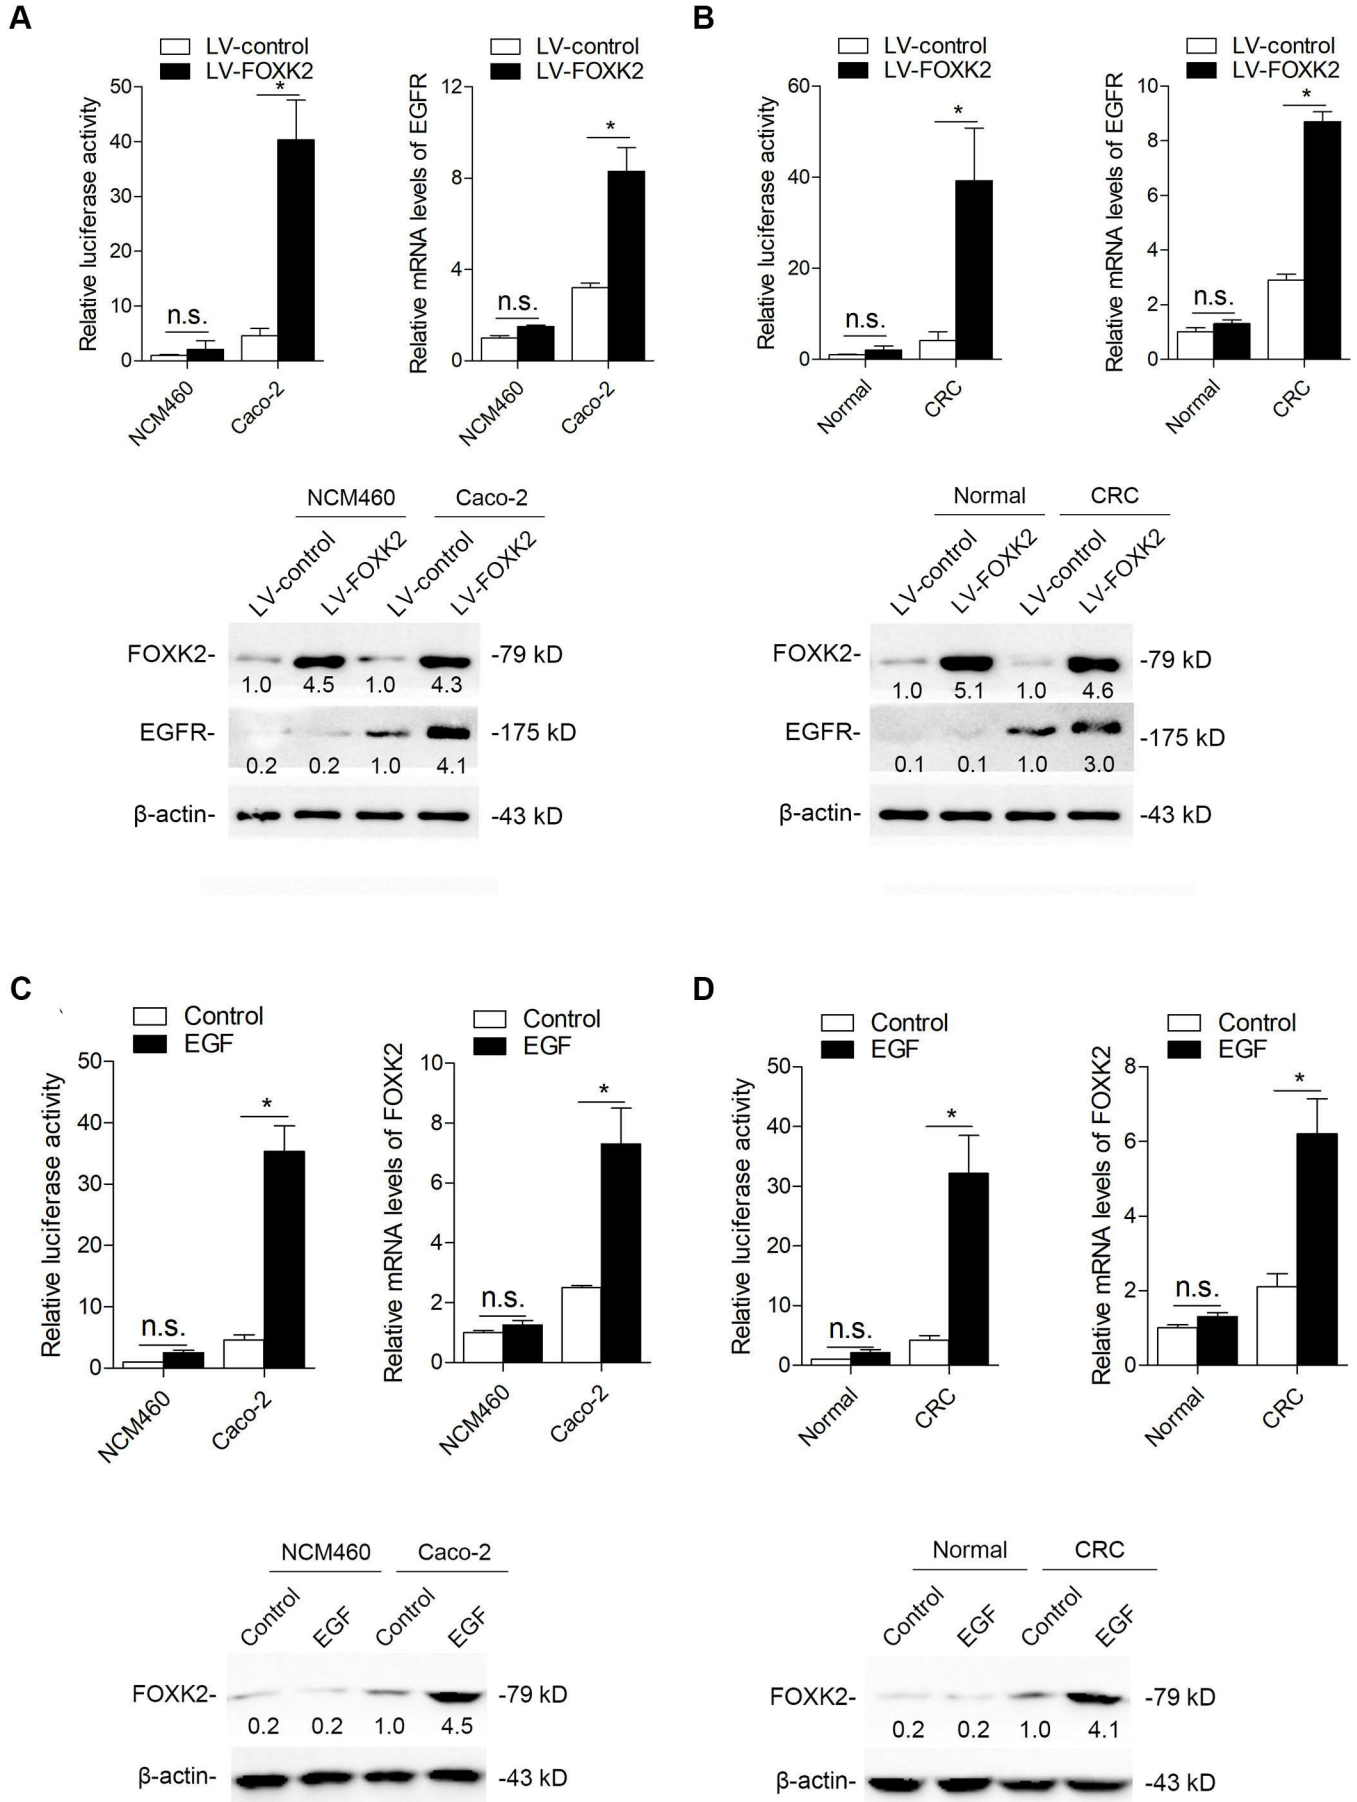 A
LV-control
LV-FOXK2
Relative luciferase activity
50
40
30
20
10
0
*
n.s.
NCM460
Caco-2
LV-control
LV-FOXK2
Relative mRNA levels of EGFR
12
8
4
0
*
n.s.
NCM460
Caco-2
NCM460 Caco-2
LV-control LV-FOXK2 LV-control LV-FOXK2
FOXK2- -79 kD
1.0 4.5 1.0 4.3
EGFR- -175 kD
0.2 0.2 1.0 4.1
β-actin- -43 kD
B
LV-control
LV-FOXK2
Relative luciferase activity
60
40
20
0
*
n.s.
Normal
CRC
LV-control
LV-FOXK2
Relative mRNA levels of EGFR
10
8
6
4
2
0
*
n.s.
Normal
CRC
Normal CRC
LV-control LV-FOXK2 LV-control LV-FOXK2
FOXK2- -79 kD
1.0 5.1 1.0 4.6
EGFR- -175 kD
0.1 0.1 1.0 3.0
β-actin- -43 kD
C
Control
EGF
Relative luciferase activity
50
40
30
20
10
0
*
n.s.
NCM460
Caco-2
Control
EGF
Relative mRNA levels of FOXK2
10
8
6
4
2
0
*
n.s.
NCM460
Caco-2
NCM460 Caco-2
Control EGF Control EGF
FOXK2- -79 kD
0.2 0.2 1.0 4.5
β-actin- -43 kD
D
Control
EGF
Relative luciferase activity
50
40
30
20
10
0
*
n.s.
Normal
CRC
Control
EGF
Relative mRNA levels of FOXK2
8
6
4
2
0
*
n.s.
Normal
CRC
Normal CRC
Control EGF Control EGF
FOXK2- -79 kD
0.2 0.2 1.0 4.1
β-actin- -43 kD